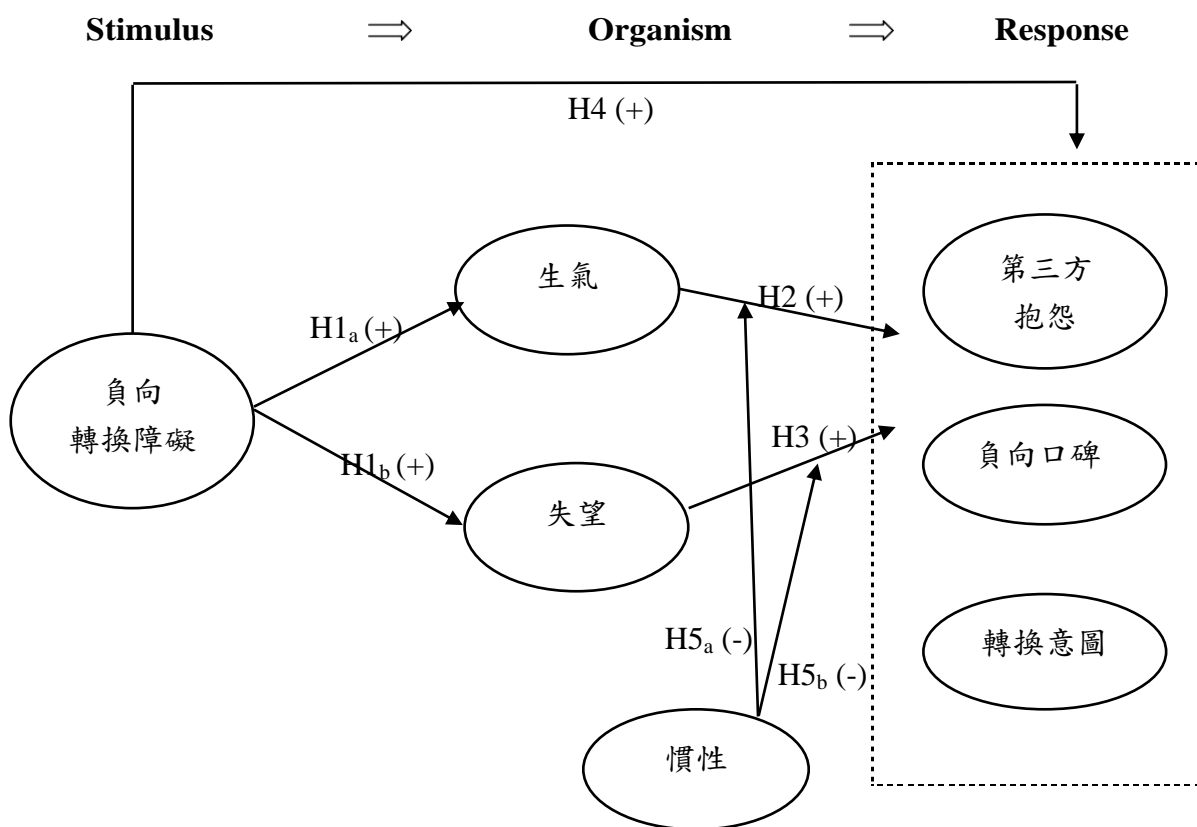 Stimulus ⇒ Organism ⇒ Response
H4 (+)
生氣
第三方
抱怨
H2 (+)
H1a (+)
負向
轉換障礙
H3 (+)
負向口碑
H1b (+)
失望
H5a (-)
轉換意圖
H5b (-)
慣性